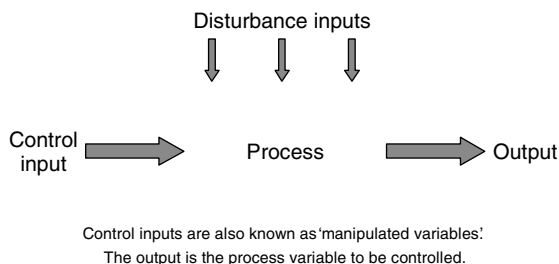 Disturbance inputs
Control
input
Process
Output
Control inputs are also known as ‘manipulated variables’.
The output is the process variable to be controlled.